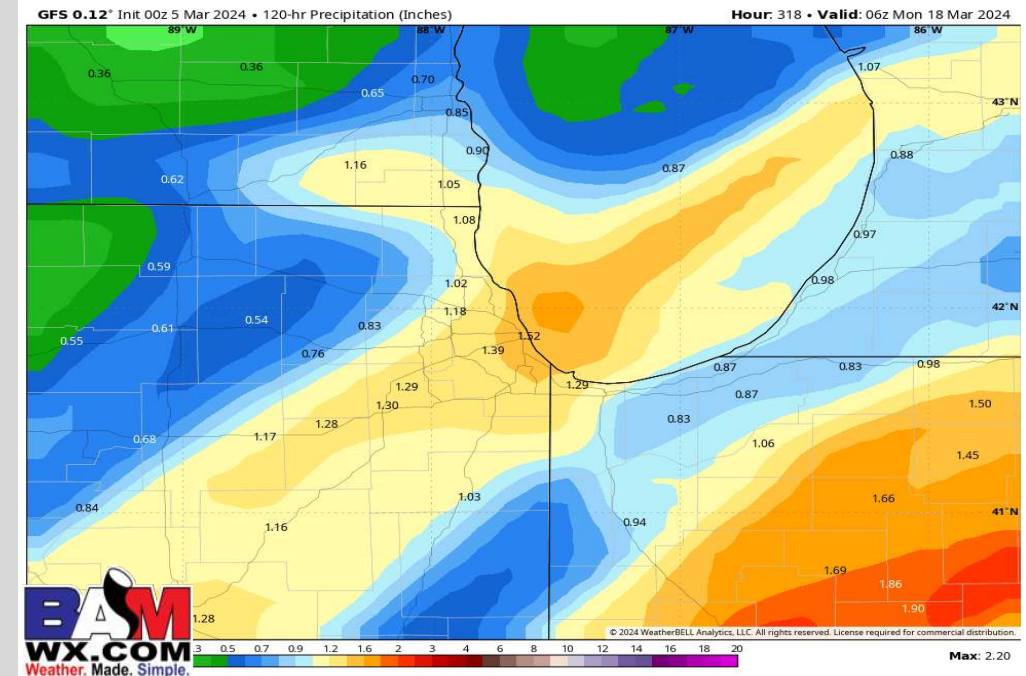 GFS 0.12° Init 00z 5 Mar 2024 • 120-hr Precipitation (Inches) Hour: 318 • Valid: 06z Mon 18 Mar 2024
89°W 88°W 87°W 86°W
0.36 0.36 0.70 1.07
0.65
0.85 43°N
0.90 0.88
1.16 0.87
0.62 1.05
1.08
0.97
0.59
1.02 0.98
1.18 42°N
0.61 0.54 0.83
0.55 1.52
0.76 1.39
0.87 0.83 0.98
1.29 1.29
0.87
1.30 1.50
0.83
1.28
0.68 1.17 1.06
1.45
1.03 1.66
0.84 41°N
1.16 0.94
1.69
1.86
1.90
1.28
© 2024 WeatherBELL Analytics, LLC. All rights reserved. License required for commercial distribution.
BAM
WX.COM
Weather. Made. Simple.
0.5 0.7 0.9 1.2 1.6 2 3 4 6 8 10 12 14 16 18 20
Max: 2.20